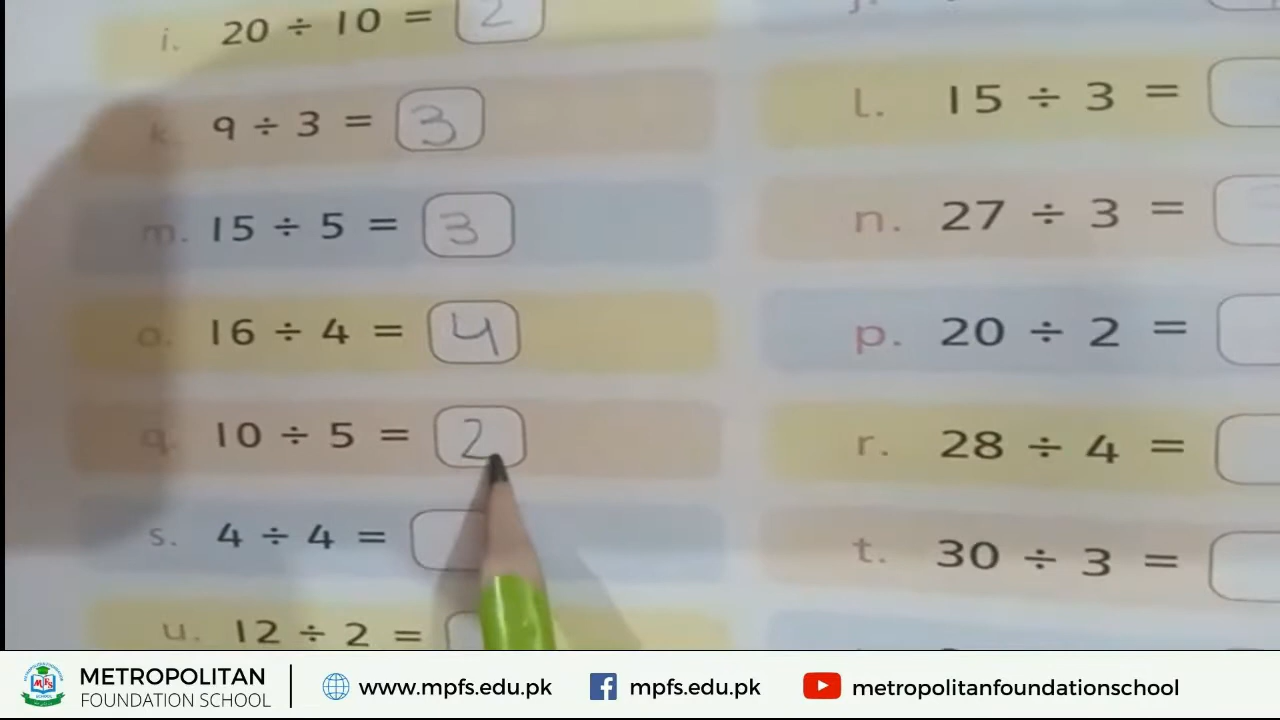 i. 20 ÷ 10 = 2
k. 9 ÷ 3 = 3
l. 15 ÷ 3 =
m. 15 ÷ 5 = 3
n. 27 ÷ 3 =
o. 16 ÷ 4 = 4
p. 20 ÷ 2 =
q. 10 ÷ 5 = 2
r. 28 ÷ 4 =
s. 4 ÷ 4 =
t. 30 ÷ 3 =
u. 12 ÷ 2 =
METROPOLITAN
FOUNDATION SCHOOL
www.mpfs.edu.pk
mpfs.edu.pk
metropolitanfoundationschool